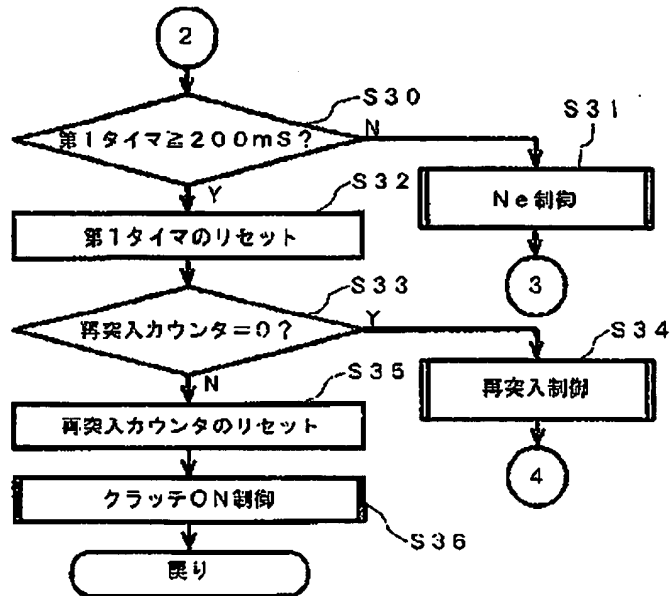 2
S30
第1タイマ≧200mS?
N
S31
Ne制御
3
Y
S32
第1タイマのリセット
S33
再突入カウンタ=0?
Y
S34
再突入制御
4
N
S35
再突入カウンタのリセット
クラッチON制御
S36
戻り